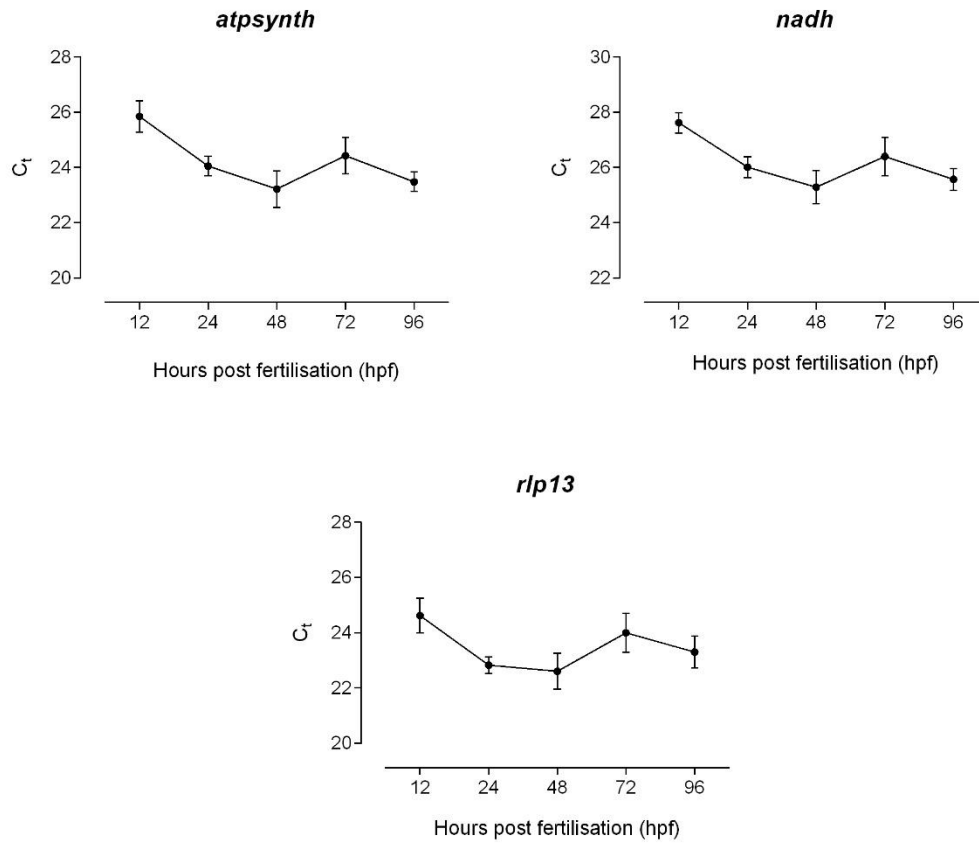 atpsynth
28
26
24
22
20
Ct
12 24 48 72 96
Hours post fertilisation (hpf)
nadh
30
28
26
24
22
Ct
12 24 48 72 96
Hours post fertilisation (hpf)
rlp13
28
26
24
22
20
Ct
12 24 48 72 96
Hours post fertilisation (hpf)